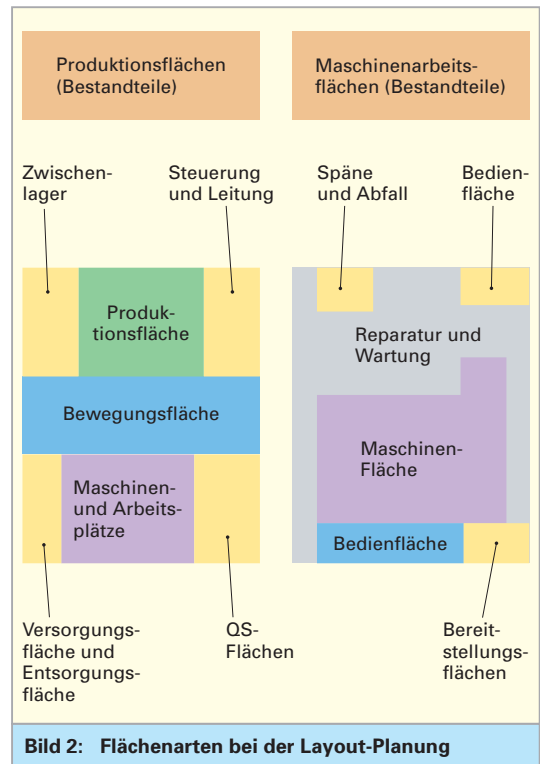 Produktionsflächen
(Bestandteile)
Maschinenarbeits-
flächen (Bestandteile)
Zwischen-
lager
Steuerung
und Leitung
Späne
und Abfall
Bedien-
fläche
Produk-
tionsfläche
Bewegungsfläche
Maschinen-
und Arbeits-
plätze
Reparatur und
Wartung
Maschinen-
Fläche
Bedienfläche
Versorgungs-
fläche und
Entsorgungs-
fläche
QS-
Flächen
Bereit-
stellungs-
flächen
Bild 2: Flächenarten bei der Layout-Planung